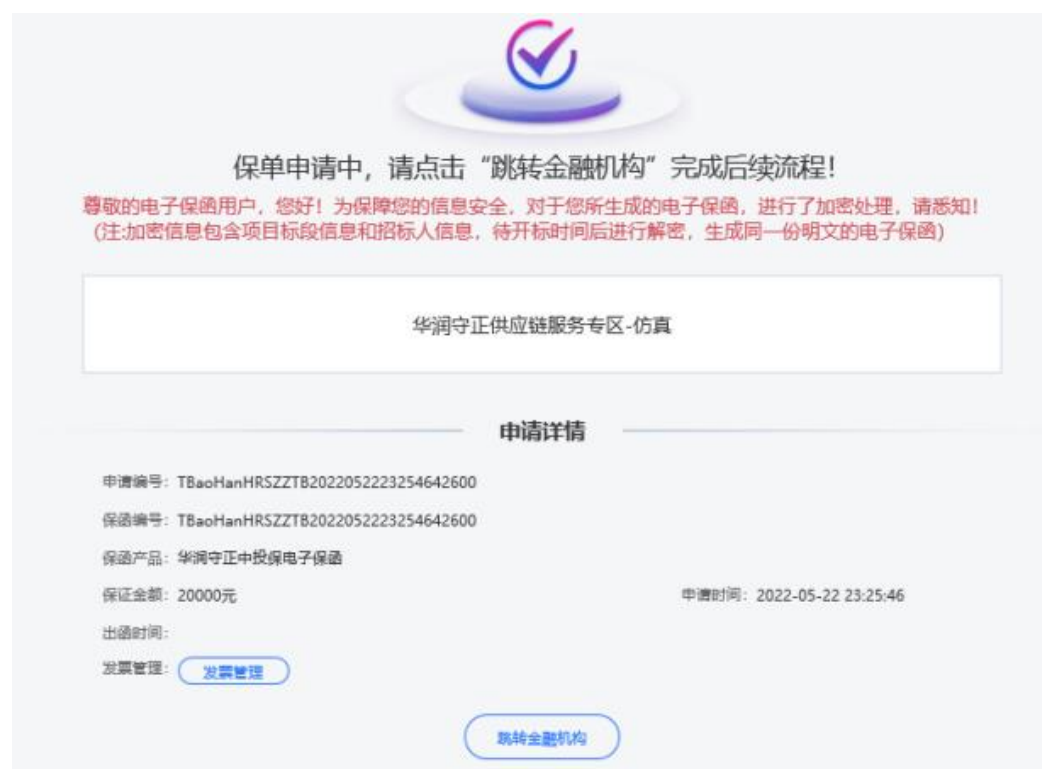 保单申请中，请点击“跳转金融机构”完成后续流程！
尊敬的电子保函用户，您好！为保障您的信息安全，对于您所生成的电子保函，进行了加密处理，请悉知！
(注:加密信息包含项目标段信息和招标人信息，待开标时间后进行解密，生成同一份明文的电子保函)
华润守正供应链服务专区-仿真
申请详情
申请编号：TBaoHanHRSZZTB20220522223254642600
保函编号：TBaoHanHRSZZTB20220522223254642600
保函产品：华润守正中投保电子保函
保证金额：20000元 申请时间：2022-05-22 23:25:46
出函时间：
发票管理：发票管理
跳转金融机构